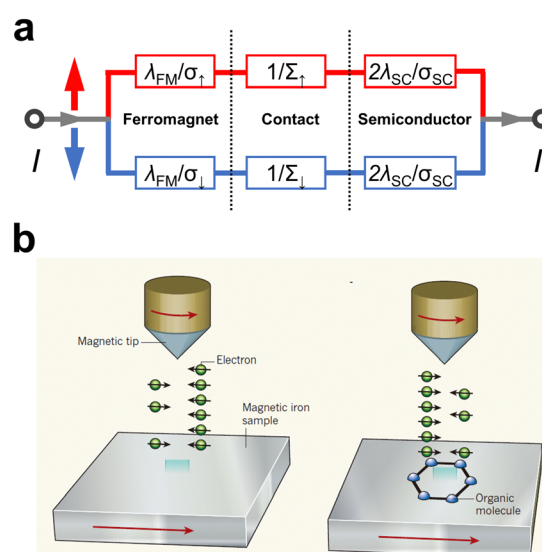 a
λFM/σ↑
1/Σ↑
2λSC/σSC
Ferromagnet
Contact
Semiconductor
I
I
λFM/σ↓
1/Σ↓
2λSC/σSC
b
Magnetic tip
Electron
Magnetic iron
sample
Organic
molecule